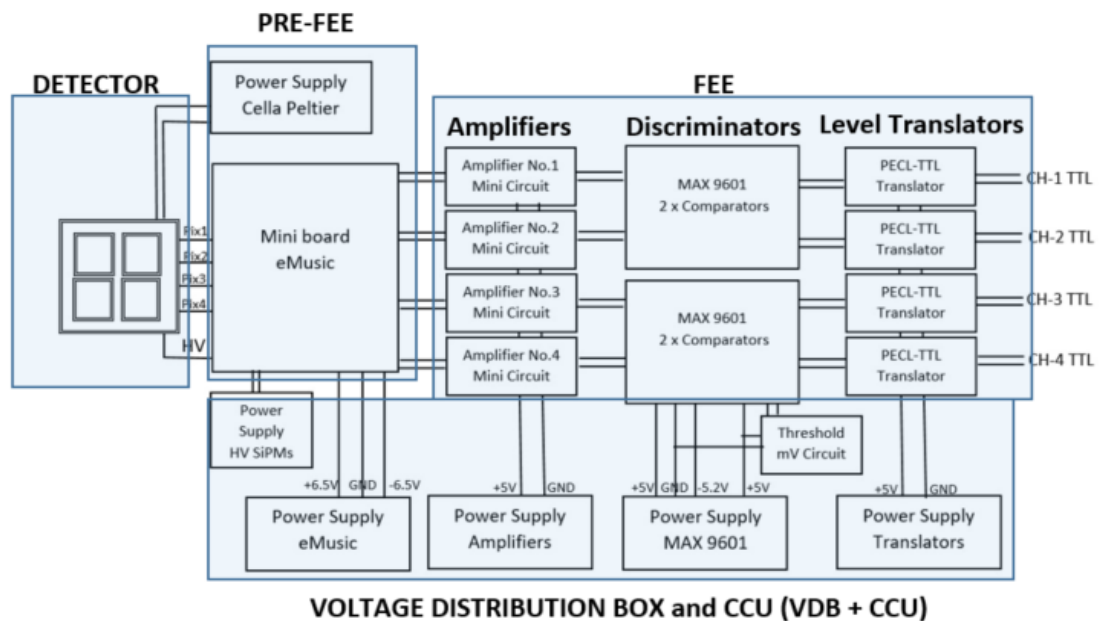 PRE-FEE
DETECTOR
FEE
Power Supply
Cella Peltier
Amplifiers
Discriminators
Level Translators
Amplifier No.1
Mini Circuit
MAX 9601
2 x Comparators
PECL-TTL
Translator
CH-1 TTL
Mini board
eMusic
Pix1
Pix2
Pix3
Pix4
HV
Amplifier No.2
Mini Circuit
PECL-TTL
Translator
CH-2 TTL
Amplifier No.3
Mini Circuit
MAX 9601
2 x Comparators
PECL-TTL
Translator
CH-3 TTL
Amplifier No.4
Mini Circuit
PECL-TTL
Translator
CH-4 TTL
Power
Supply
HV SiPMs
Threshold
mV Circuit
+6.5V GND -6.5V
+5V GND
+5V GND -5.2V +5V
+5V GND
Power Supply
eMusic
Power Supply
Amplifiers
Power Supply
MAX 9601
Power Supply
Translators
VOLTAGE DISTRIBUTION BOX and CCU (VDB + CCU)